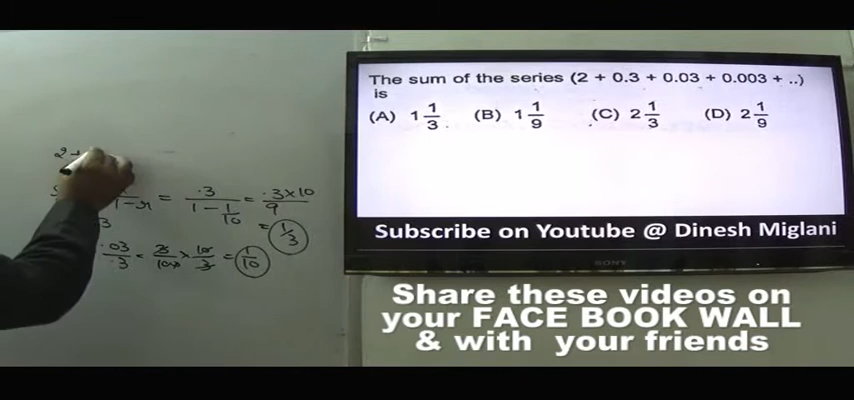 The sum of the series (2 + 0.3 + 0.03 + 0.003 + ..)
is
(A) 1 1/3 (B) 1 1/9 (C) 2 1/3 (D) 2 1/9
Subscribe on Youtube @ Dinesh Miglani
SONY
Share these videos on
your FACE BOOK WALL
& with your friends
2 +
1-r = .3/(1 - 1/10) = .3×10/9
= 1/3
.03/.3 = 3/100 × 10/3 = 1/10